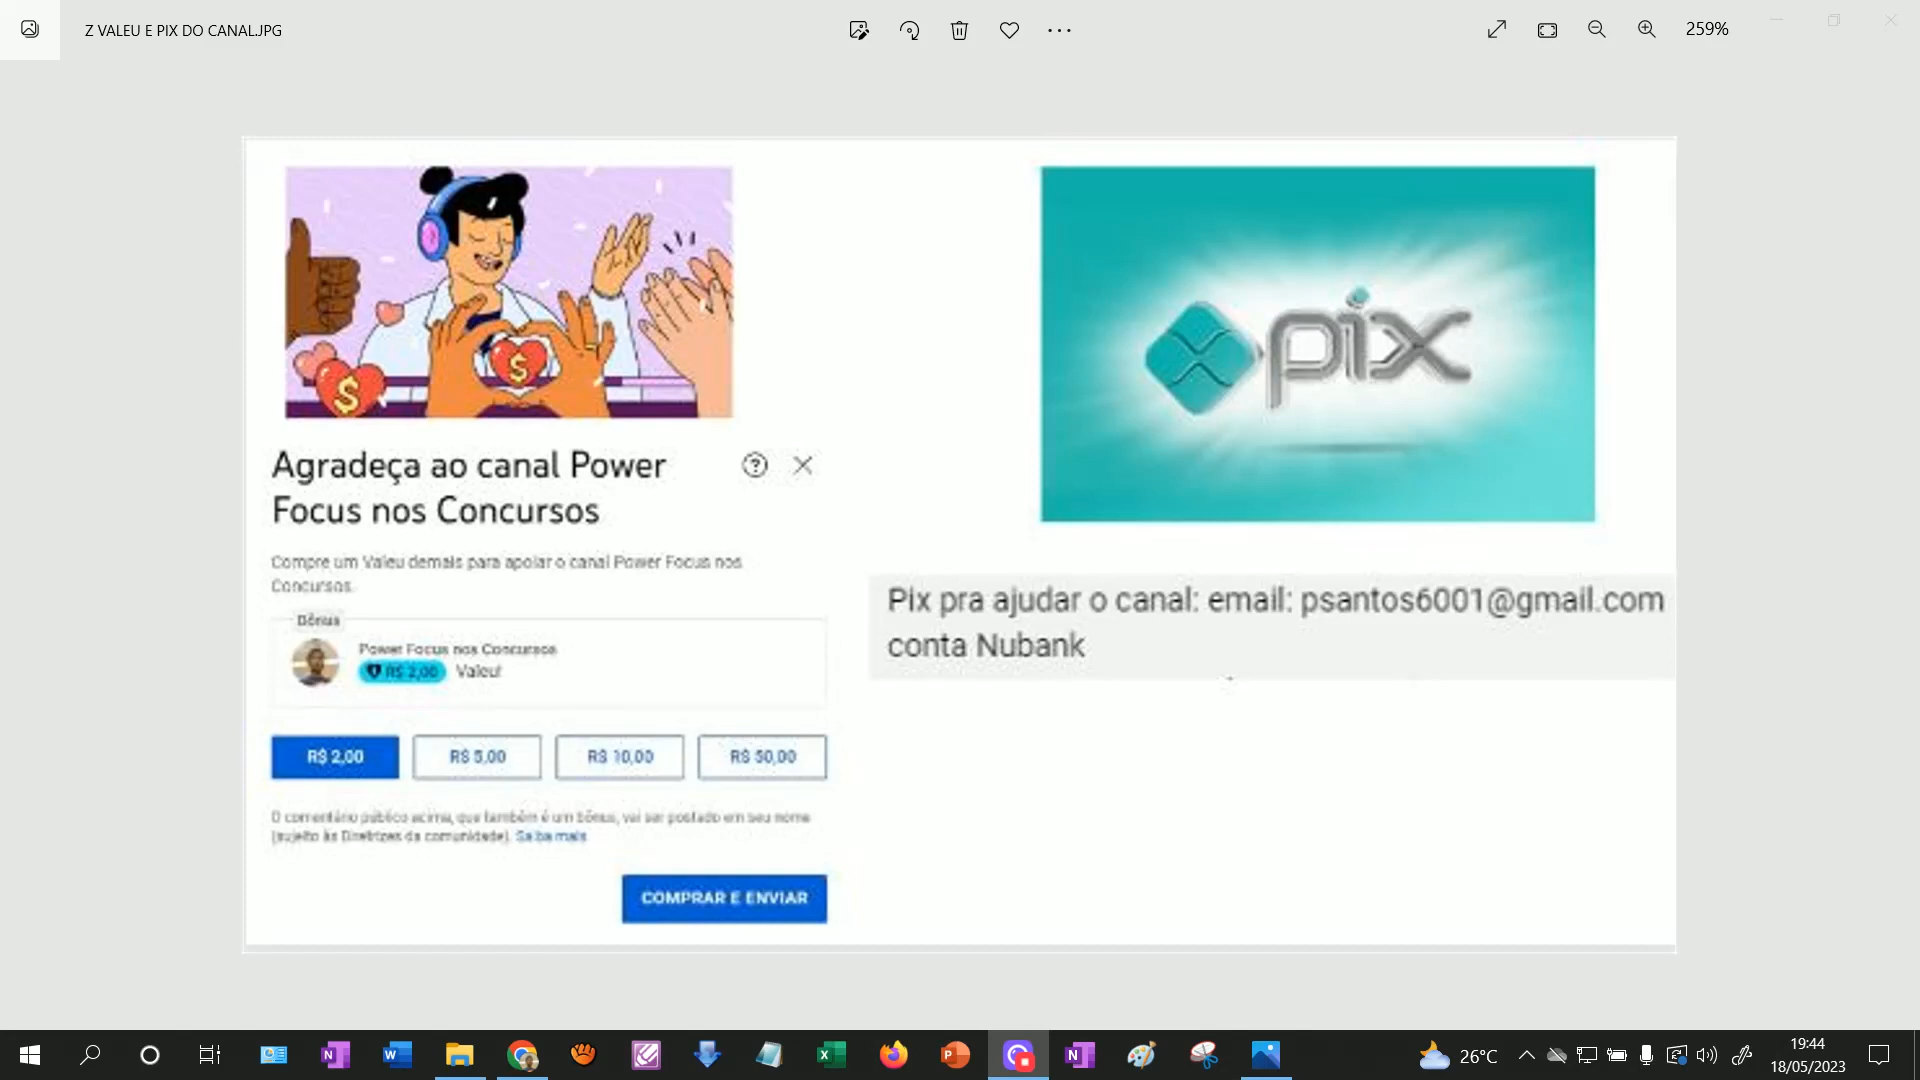 Z VALEU E PIX DO CANAL.JPG
259%
pix
Agradeça ao canal Power
Focus nos Concursos
Compre um Valeu demais para apoiar o canal Power Focus nos
Concursos.
Bônus
Power Focus nos Concursos
R$ 2,00 Valeu!
R$ 2,00 R$ 5,00 R$ 10,00 R$ 50,00
O comentário público acima, que também é um bônus, vai ser postado em seu nome
(sujeito às Diretrizes da comunidade). Saiba mais
COMPRAR E ENVIAR
Pix pra ajudar o canal: email: psantos6001@gmail.com
conta Nubank
26°C
19:44
18/05/2023